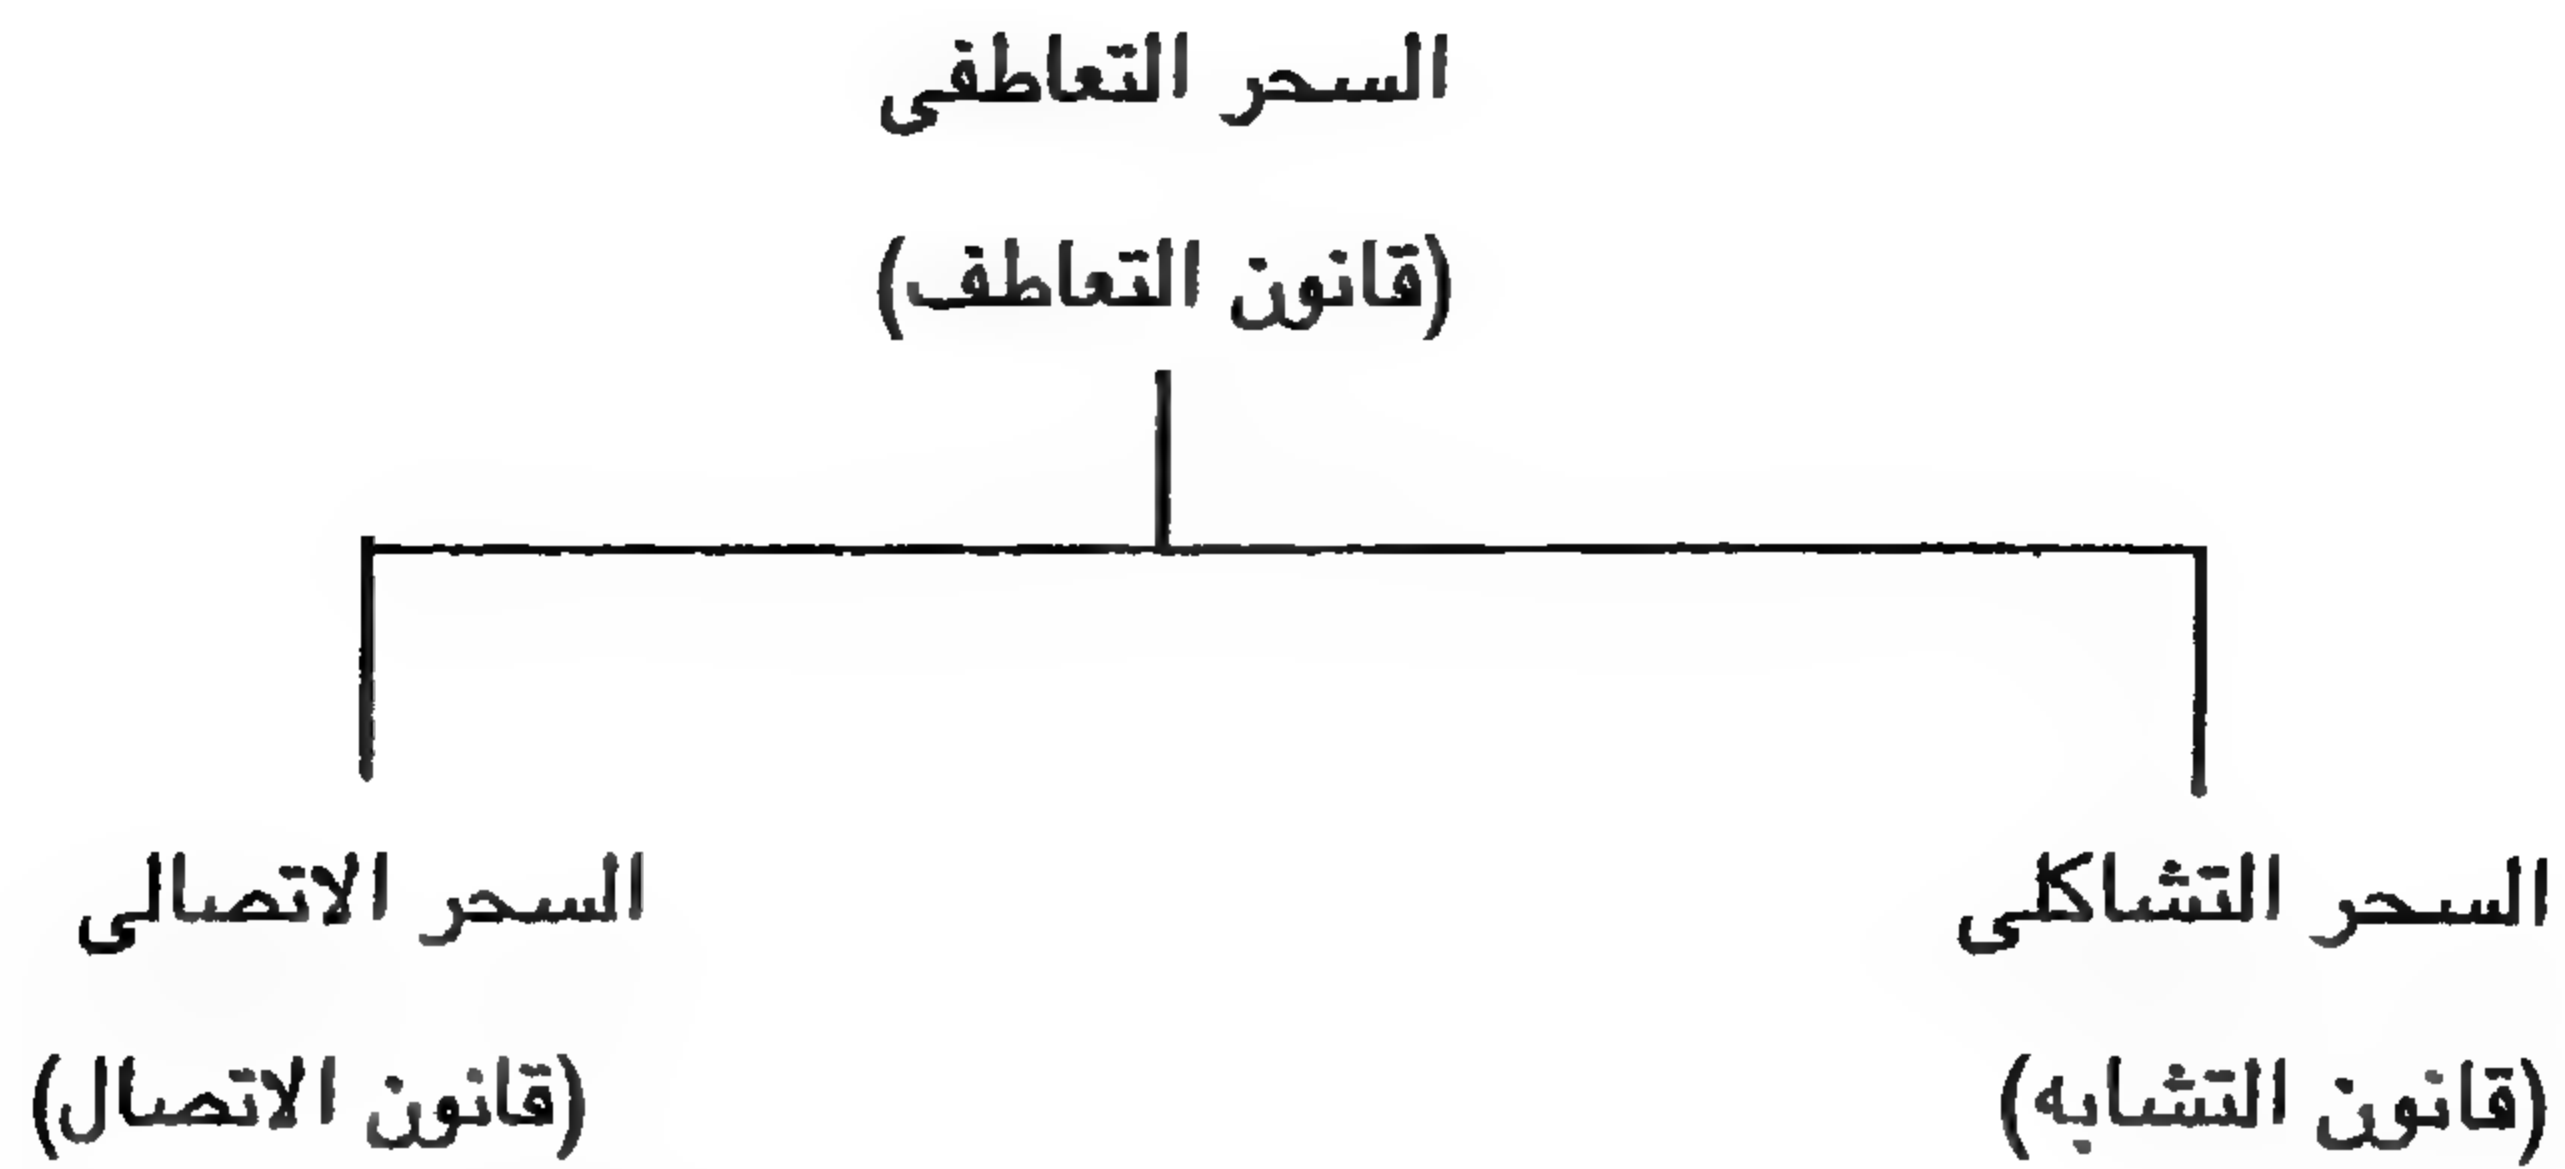 السحر التعاطفى
(قانون التعاطف)
السحر التشاكلى
السحر الاتصالى
(قانون التشابه)
(قانون الاتصال)